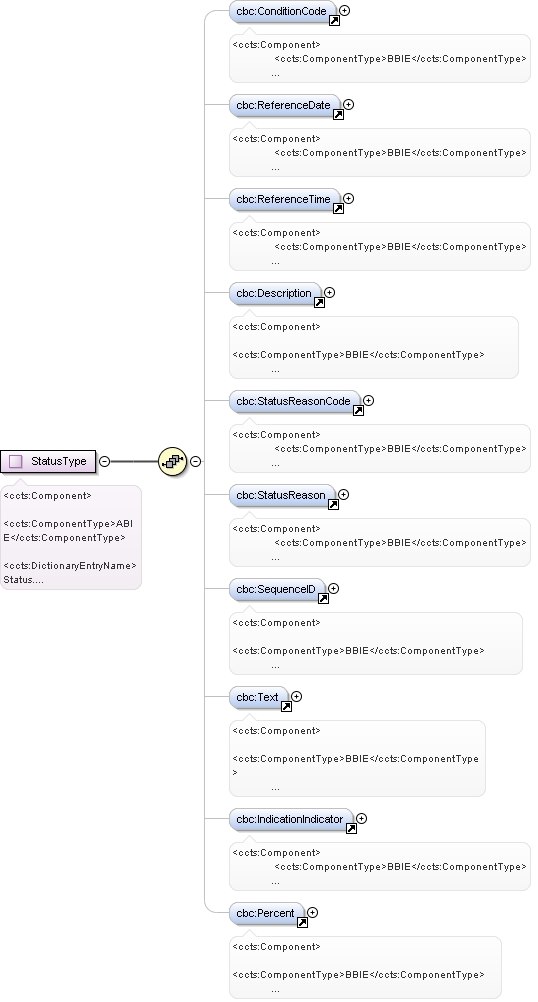 cbc:ConditionCode
<ccts:Component>
<ccts:ComponentType>BBIE</ccts:ComponentType>
...
cbc:ReferenceDate
<ccts:Component>
<ccts:ComponentType>BBIE</ccts:ComponentType>
...
cbc:ReferenceTime
<ccts:Component>
<ccts:ComponentType>BBIE</ccts:ComponentType>
...
cbc:Description
<ccts:Component>
<ccts:ComponentType>BBIE</ccts:ComponentType>
...
cbc:StatusReasonCode
<ccts:Component>
<ccts:ComponentType>BBIE</ccts:ComponentType>
...
StatusType
<ccts:Component>
<ccts:ComponentType>ABI
E</ccts:ComponentType>
<ccts:DictionaryEntryName>
Status....
cbc:StatusReason
<ccts:Component>
<ccts:ComponentType>BBIE</ccts:ComponentType>
...
cbc:SequenceID
<ccts:Component>
<ccts:ComponentType>BBIE</ccts:ComponentType>
...
cbc:Text
<ccts:Component>
<ccts:ComponentType>BBIE</ccts:ComponentType
>
...
cbc:IndicationIndicator
<ccts:Component>
<ccts:ComponentType>BBIE</ccts:ComponentType>
...
cbc:Percent
<ccts:Component>
<ccts:ComponentType>BBIE</ccts:ComponentType>
...